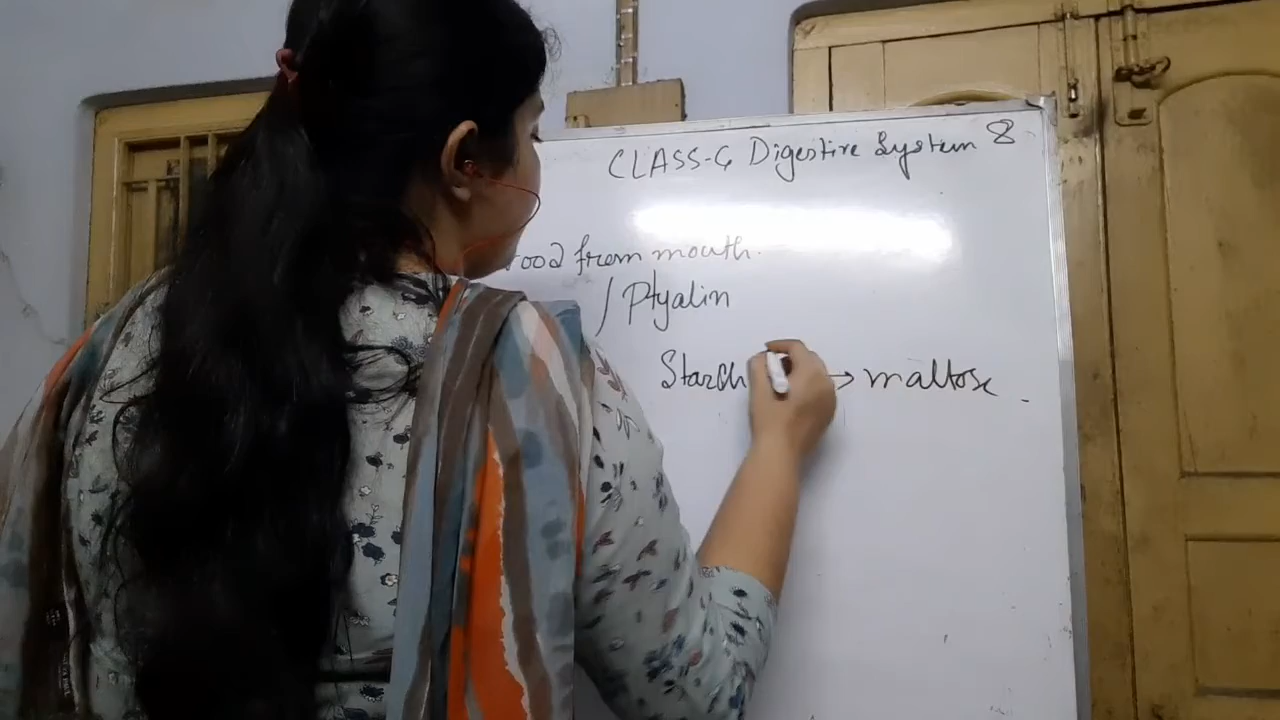 CLASS-6 Digestive System 8
Food from mouth.
Ptyalin
Starch → maltose.